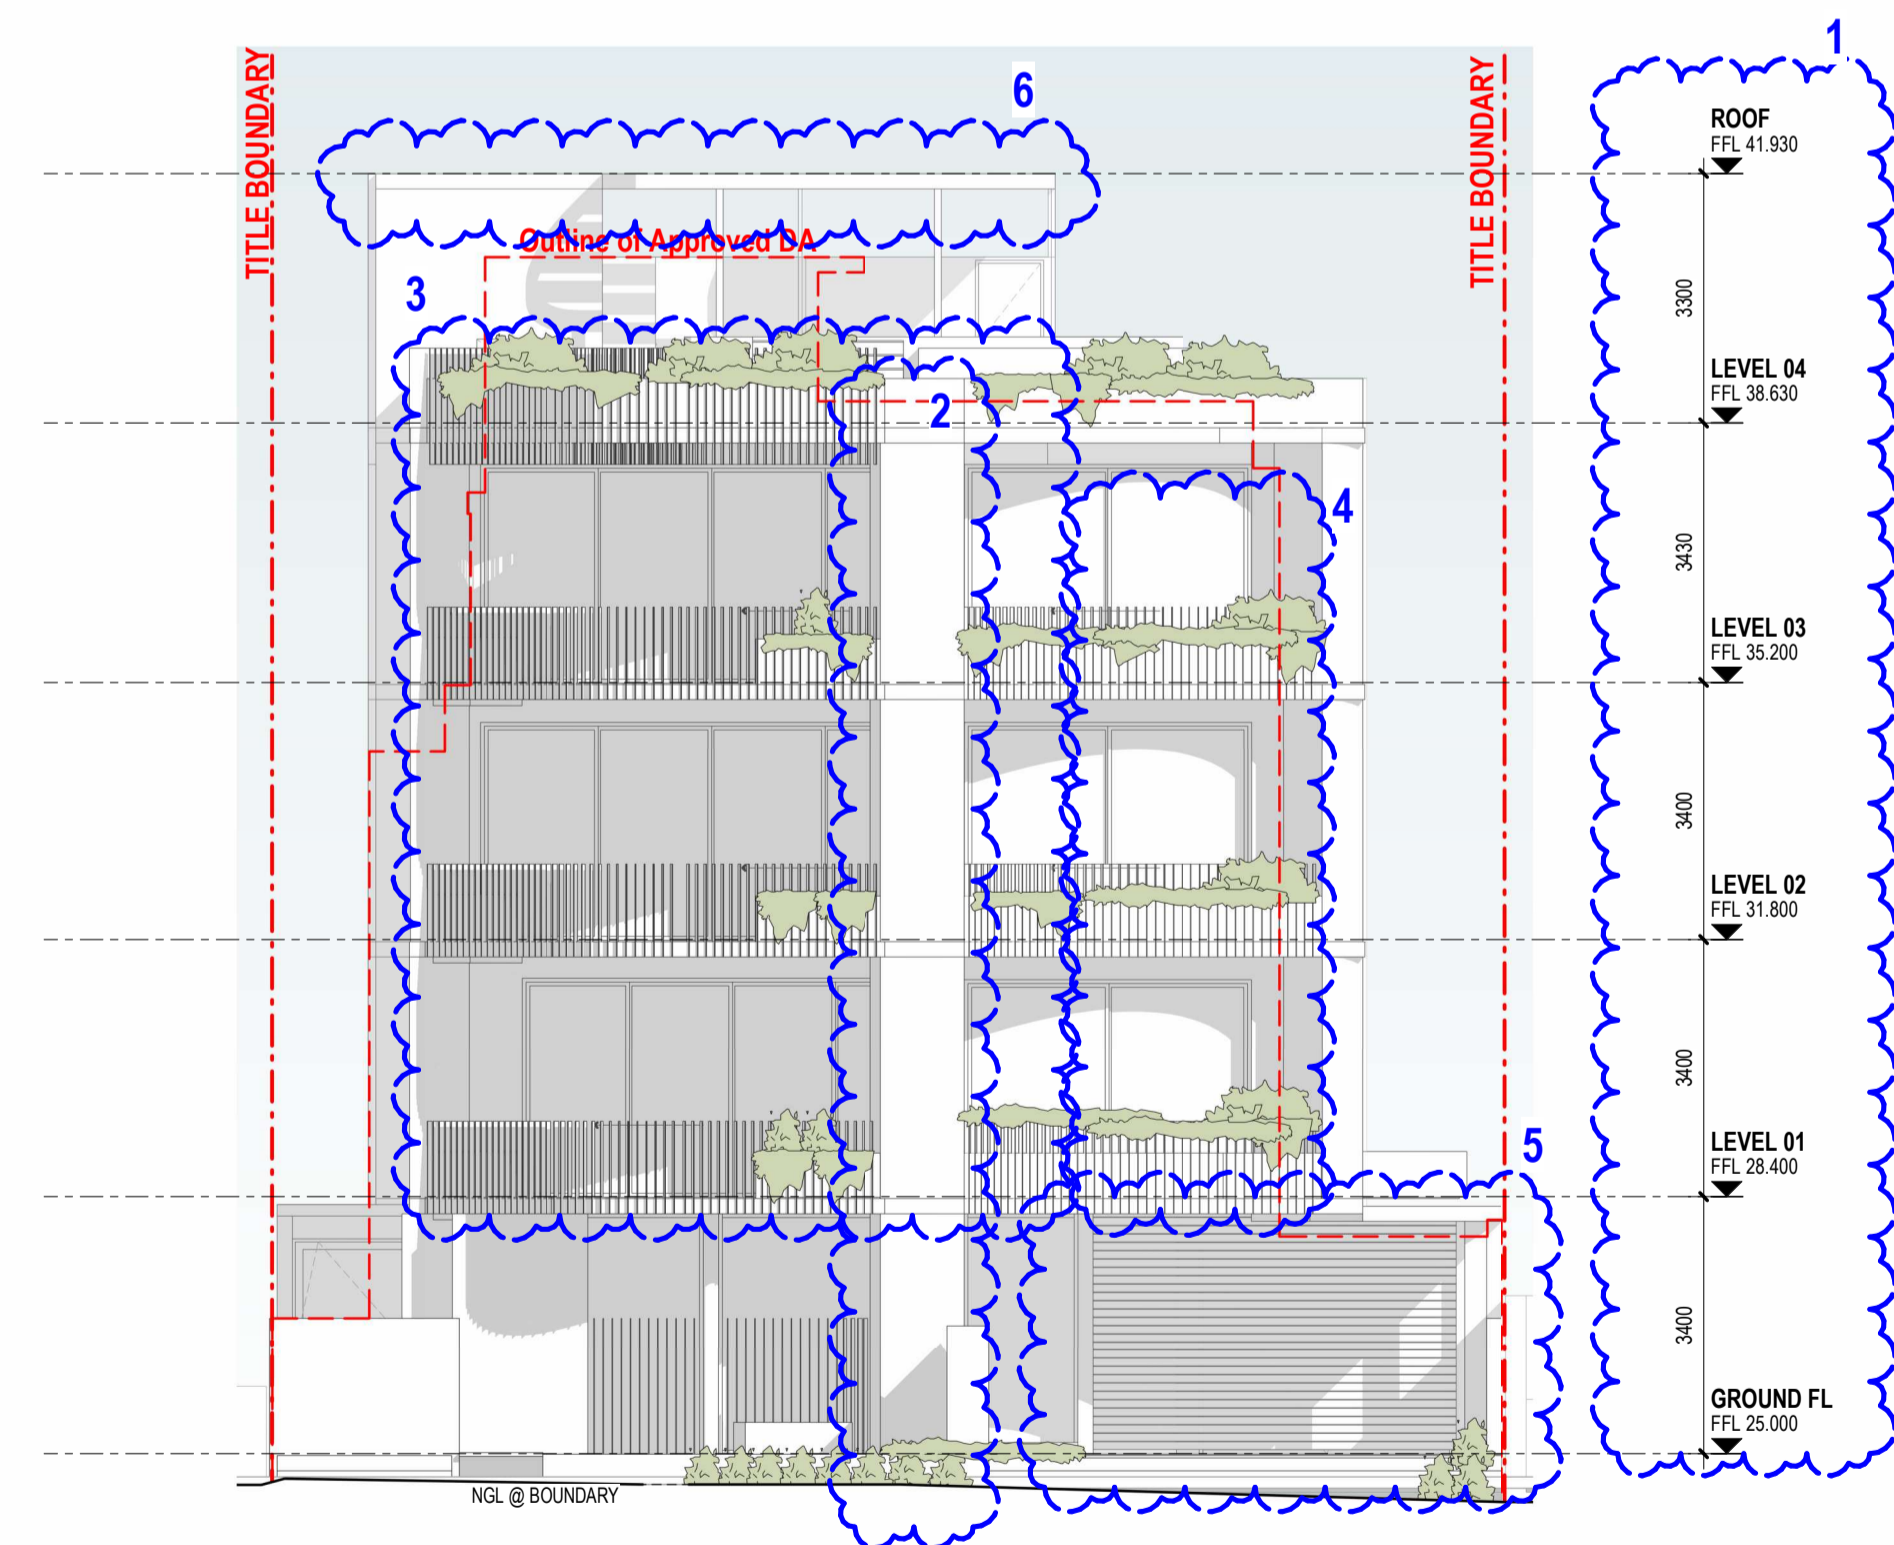 1
6
TITLE BOUNDARY
TITLE BOUNDARY
ROOF
FFL 41.930
Outline of Approved DA
3
3300
LEVEL 04
FFL 38.630
2
4
3430
LEVEL 03
FFL 35.200
3400
LEVEL 02
FFL 31.800
3400
LEVEL 01
FFL 28.400
5
3400
GROUND FL
FFL 25.000
NGL @ BOUNDARY